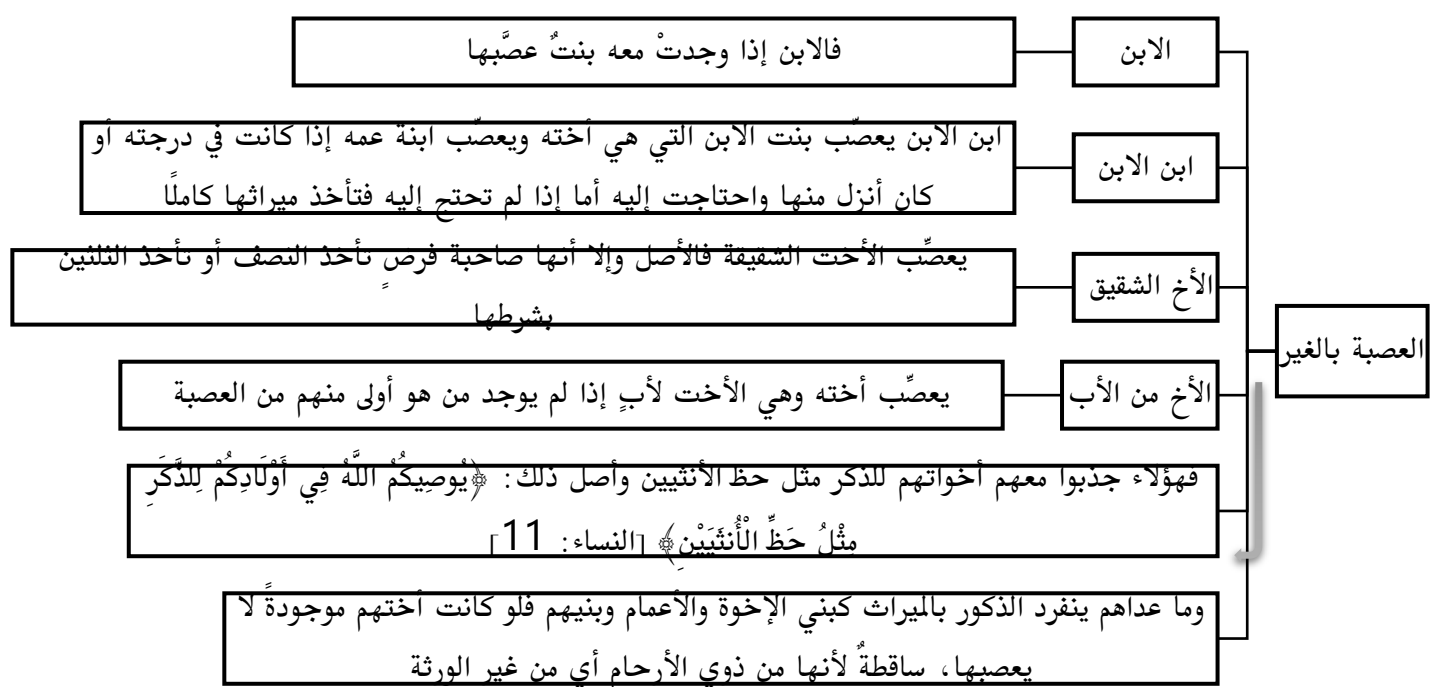 العصبة بالغير
الابن
فالابن إذا وجدتْ معه بنتٌ عصَّبها
ابن الابن
ابن الابن يعصّب بنت الابن التي هي أخته ويعصّب ابنة عمه إذا كانت في درجته أو
كان أنزل منها واحتاجت إليه أما إذا لم تحتج إليه فتأخذ ميراثها كاملًا
الأخ الشقيق
يعصِّب الأخت الشقيقة فالأصل وإلا أنها صاحبة فرضٍ تأخذ النصف أو تأخذ الثلثين
بشرطها
الأخ من الأب
يعصِّب أخته وهي الأخت لأبٍ إذا لم يوجد من هو أولى منهم من العصبة
فهؤلاء جذبوا معهم أخواتهم للذكر مثل حظ الأنثيين وأصل ذلك: ﴿يُوصِيكُمُ اللَّهُ فِي أَوْلَادِكُمْ لِلذَّكَرِ
مِثْلُ حَظِّ الْأُنثَيَيْنِ﴾ [النساء: 11]
وما عداهم ينفرد الذكور بالميراث كبني الإخوة والأعمام وبنيهم فلو كانت أختهم موجودةً لا
يعصبها، ساقطةٌ لأنها من ذوي الأرحام أي من غير الورثة